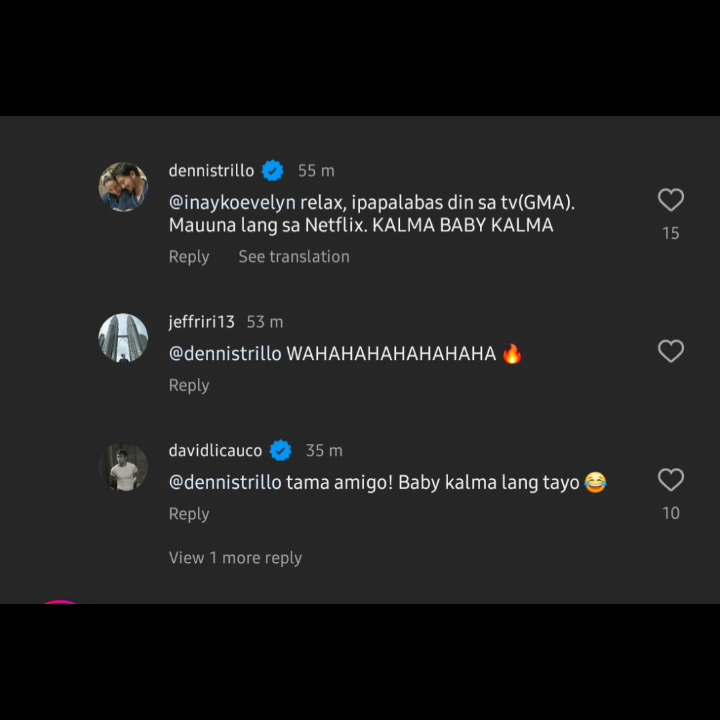 dennistrillo 55 m
@inaykoevelyn relax, ipapalabas din sa tv(GMA).
Mauuna lang sa Netflix. KALMA BABY KALMA
15
Reply See translation
jeffriri13 53 m
@dennistrillo WAHAHAHAHAHAHAHA 🔥
Reply
davidlicauco 35 m
@dennistrillo tama amigo! Baby kalma lang tayo 😂
Reply
10
View 1 more reply